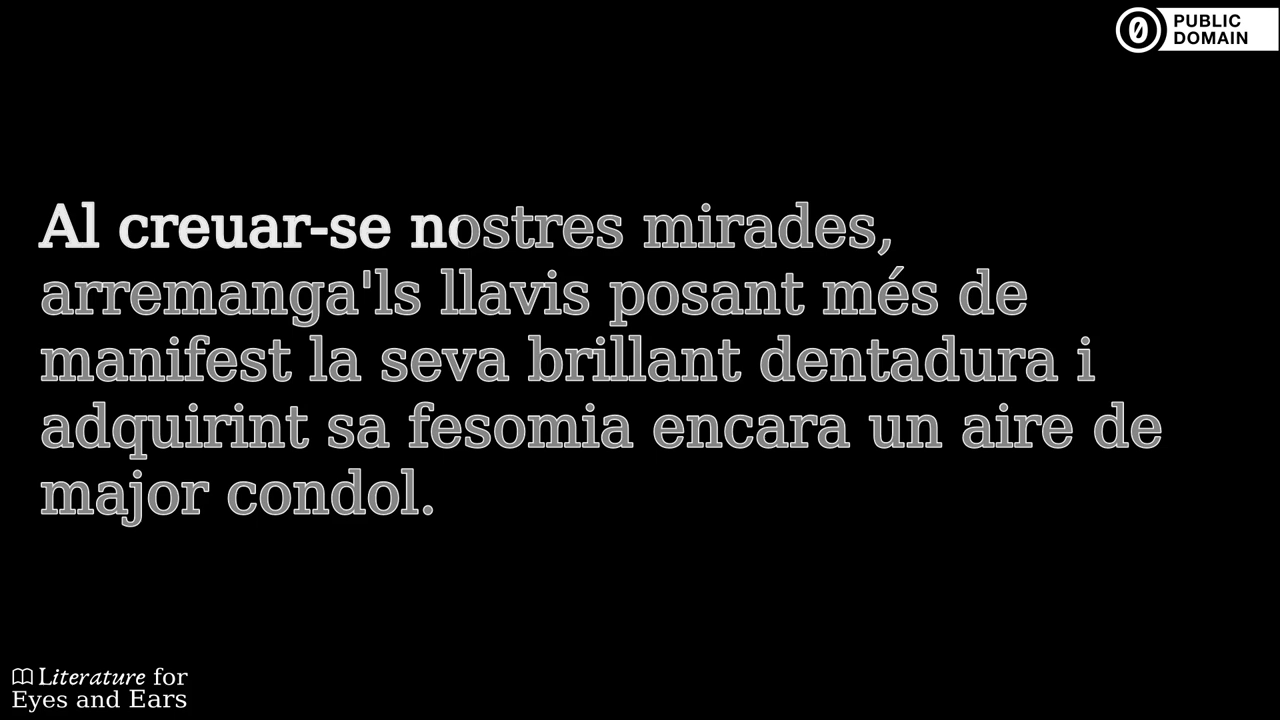 PUBLIC
DOMAIN
Al creuar-se nostres mirades,
arremanga'ls llavis posant més de
manifest la seva brillant dentadura i
adquirint sa fesomia encara un aire de
major condol.
Literature for
Eyes and Ears